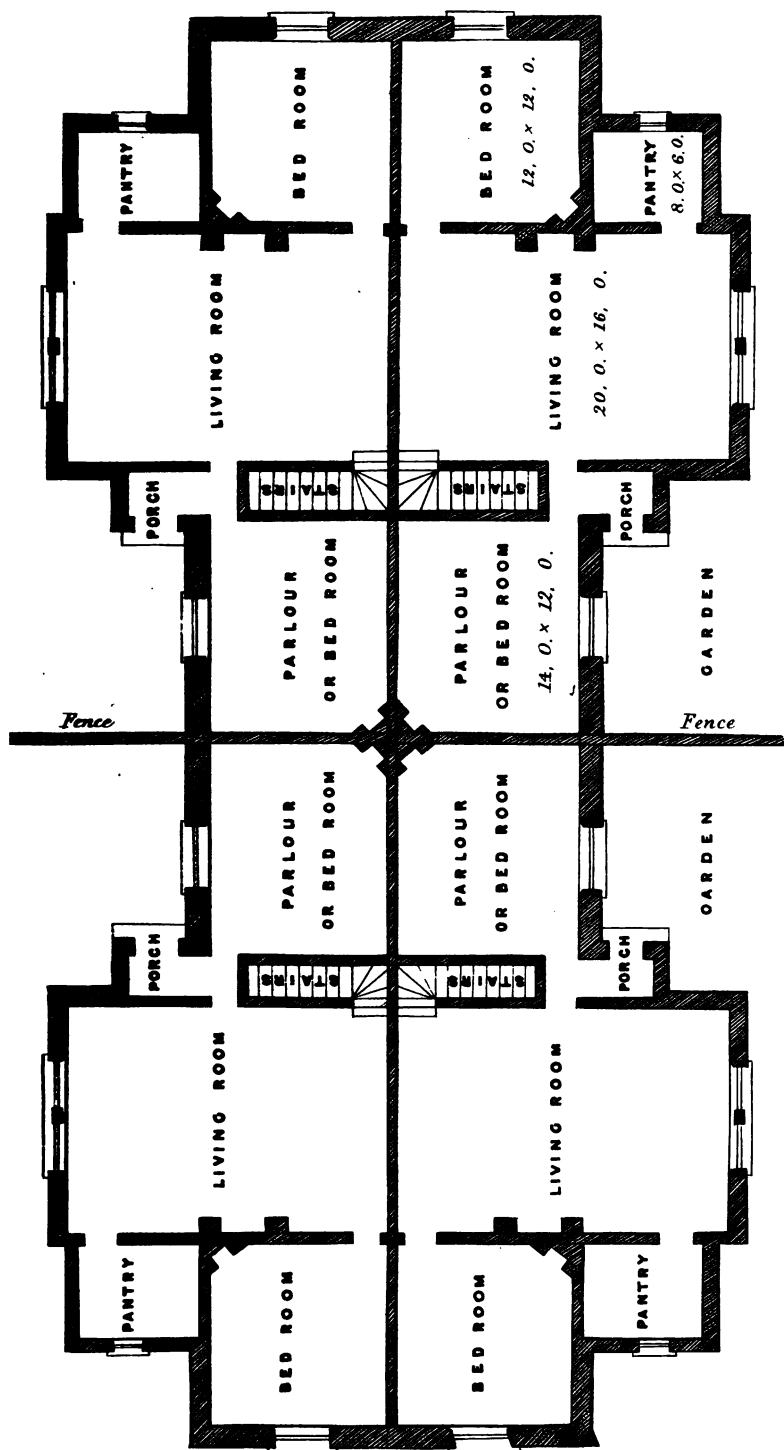 BED ROOM
BED ROOM
12, 0. × 12, 0.
PANTRY
PANTRY
8. 0. × 6. 0.
LIVING ROOM
LIVING ROOM
20, 0. × 16, 0.
STAIRS
STAIRS
PORCH
PORCH
PARLOUR
OR BED ROOM
PARLOUR
OR BED ROOM
14, 0. × 12, 0.
GARDEN
Fence
Fence
PARLOUR
OR BED ROOM
PARLOUR
OR BED ROOM
GARDEN
PORCH
STAIRS
STAIRS
PORCH
LIVING ROOM
LIVING ROOM
PANTRY
BED ROOM
BED ROOM
PANTRY